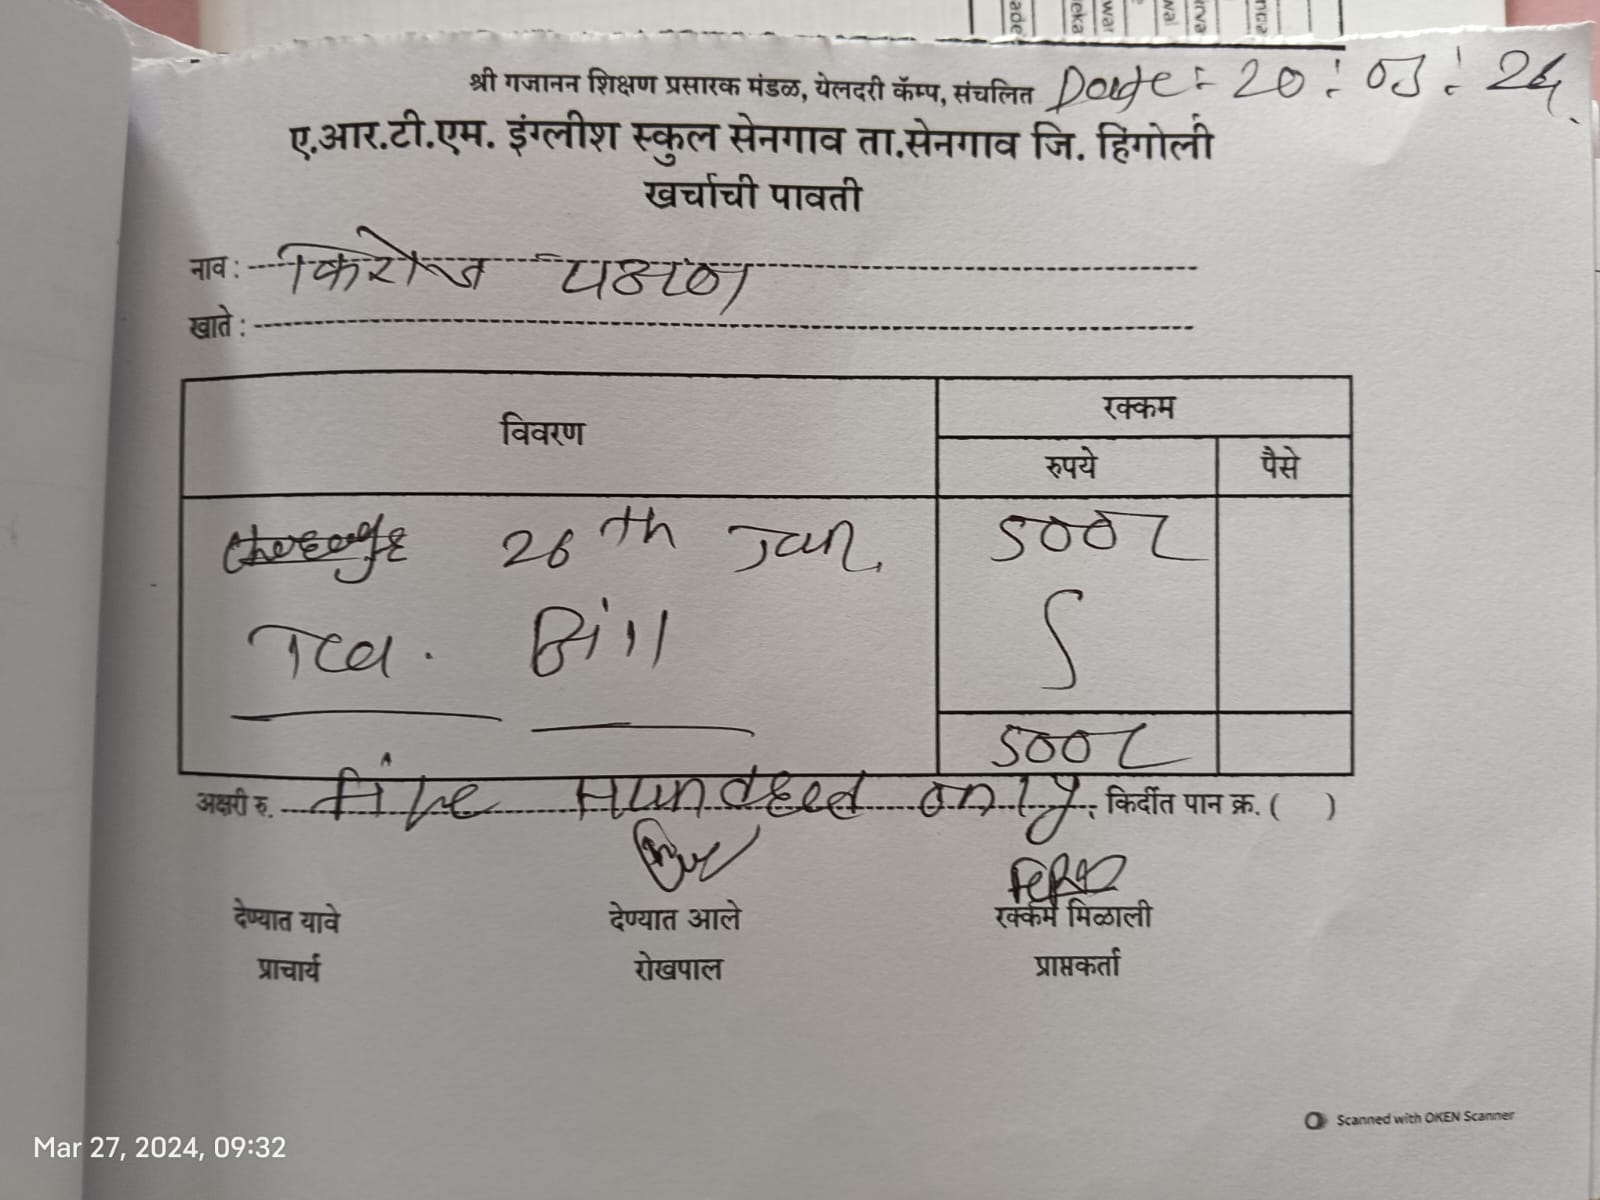 श्री गजानन शिक्षण प्रसारक मंडळ, येलदरी कॅम्प, संचलित Date : 20 : 03 : 24
ए.आर.टी.एम. इंग्लीश स्कुल सेनगाव ता.सेनगाव जि. हिंगोली
खर्चाची पावती
नाव : फिरोज पठाण
खाते :
विवरण रक्कम
रुपये पैसे
26th Jan. 500/-
Tea. Bill
500/-
अक्षरी रु. five Hundred only. किर्दीत पान क्र. ( )
देण्यात यावे देण्यात आले रक्कम मिळाली
प्राचार्य रोखपाल प्राप्तकर्ता
Scanned with OKEN Scanner
Mar 27, 2024, 09:32